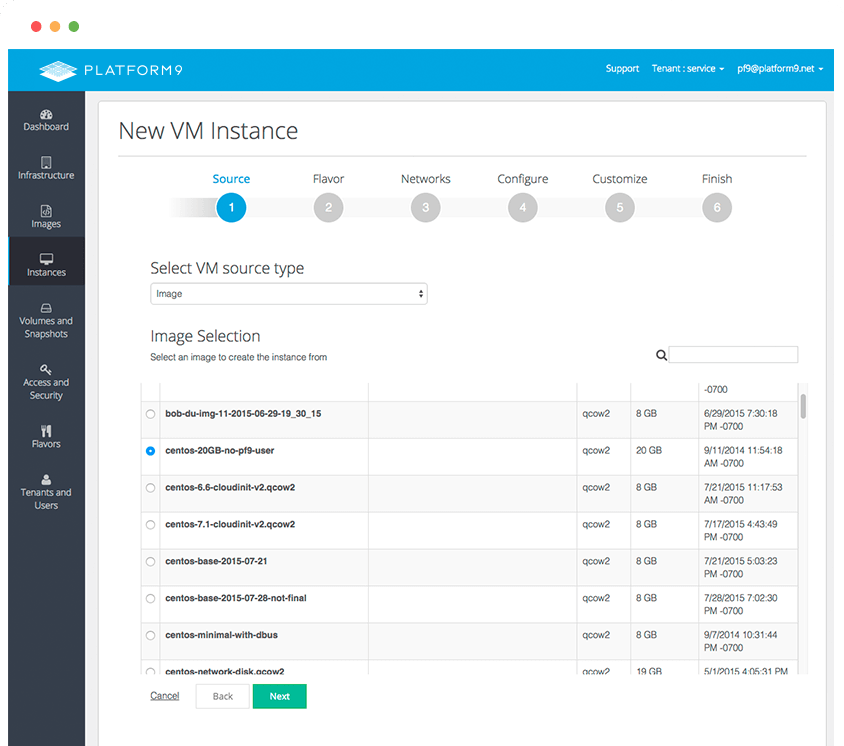 PLATFORM9
Support Tenant : service pf9@platform9.net
Dashboard
Infrastructure
Images
Instances
Volumes and
Snapshots
Access and
Security
Flavors
Tenants and
Users
New VM Instance
Source Flavor Networks Configure Customize Finish
1 2 3 4 5 6
Select VM source type
Image
Image Selection
Select an image to create the instance from
-0700
bob-du-img-11-2015-06-29-19_30_15 qcow2 8 GB 6/29/2015 7:30:18
PM -0700
centos-20GB-no-pf9-user qcow2 20 GB 9/11/2014 11:54:18
AM -0700
centos-6.6-cloudinit-v2.qcow2 qcow2 8 GB 7/21/2015 11:17:53
AM -0700
centos-7.1-cloudinit-v2.qcow2 qcow2 8 GB 7/17/2015 4:43:49
PM -0700
centos-base-2015-07-21 qcow2 8 GB 7/21/2015 5:03:23
PM -0700
centos-base-2015-07-28-not-final qcow2 8 GB 7/28/2015 7:02:30
PM -0700
centos-minimal-with-dbus qcow2 8 GB 9/7/2014 10:31:44
PM -0700
centos-network-disk.qcow2 qcow2 19 GB 5/1/2015 4:05:31 PM
Cancel Back Next